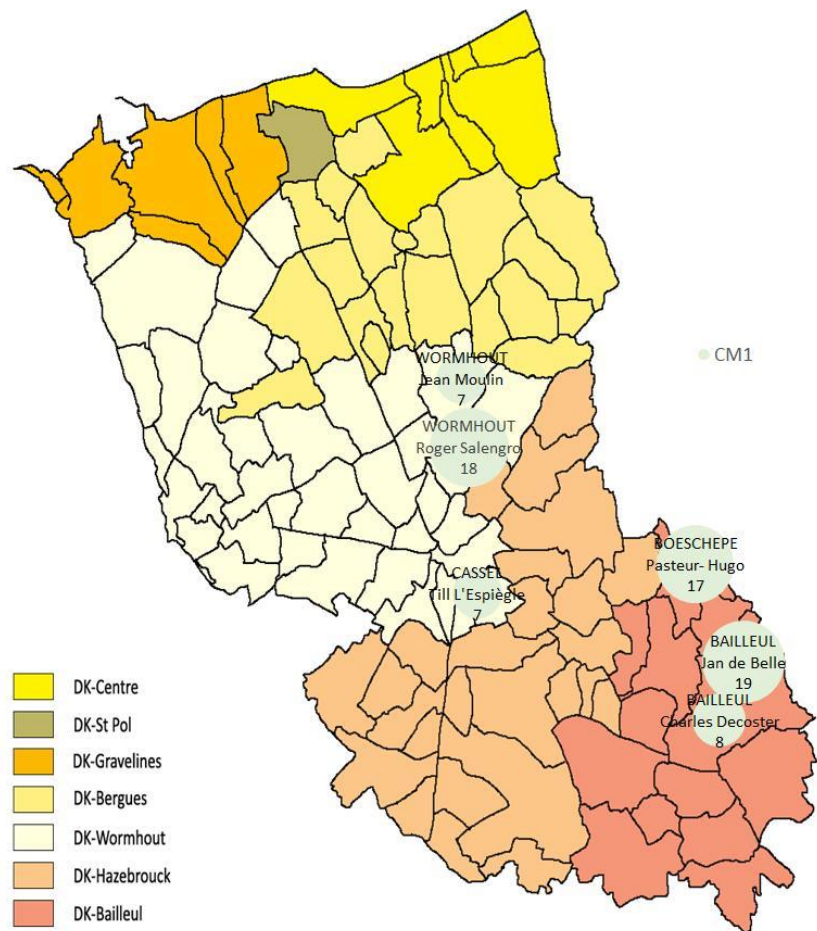 WORMHOUT
Jean Moulin
7
CM1
WORMHOUT
Roger Salengro
18
BOESCHEPE
Pasteur- Hugo
17
CASSEL
Till L'Espiègle
7
BAILLEUL
Jan de Belle
19
BAILLEUL
Charles Decoster
8
DK-Centre
DK-St Pol
DK-Gravelines
DK-Bergues
DK-Wormhout
DK-Hazebrouck
DK-Bailleul